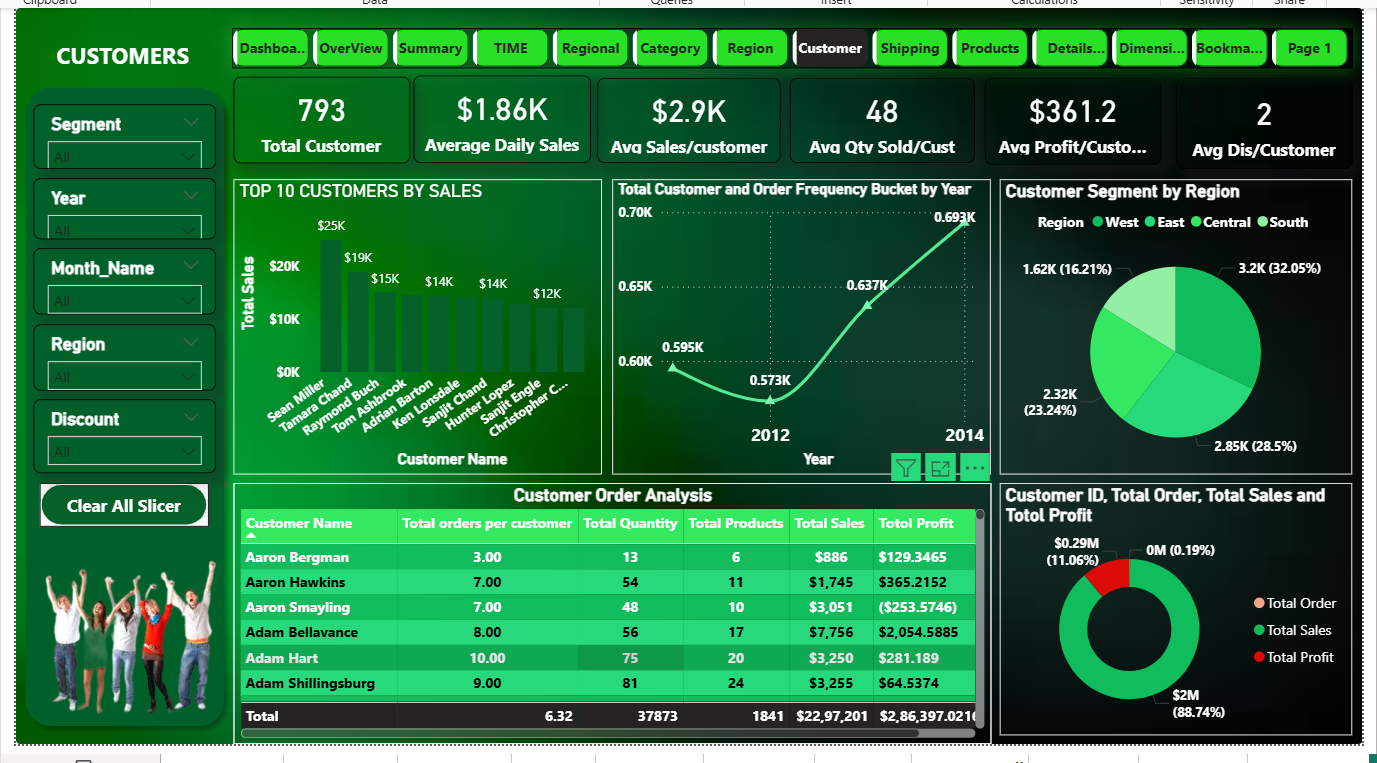 Clipboard
Data
Queries
Insert
Calculations
Sensitivity
Share
CUSTOMERS
Dashboa...
OverView
Summary
TIME
Regional
Category
Region
Customer
Shipping
Products
Details...
Dimensi...
Bookma...
Page 1
Segment
All
Year
All
Month_Name
All
Region
All
Discount
All
Clear All Slicer
793
Total Customer
$1.86K
Average Daily Sales
$2.9K
Avg Sales/customer
48
Avg Qty Sold/Cust
$361.2
Avg Profit/Custo...
2
Avg Dis/Customer
TOP 10 CUSTOMERS BY SALES
Total Sales
$20K
$10K
$0K
$25K
$19K
$15K
$14K
$14K
$12K
Sean Miller
Tamara Chand
Raymond Buch
Tom Ashbrook
Adrian Barton
Ken Lonsdale
Sanjit Chand
Hunter Lopez
Sanjit Engle
Christopher C...
Customer Name
Total Customer and Order Frequency Bucket by Year
0.70K
0.65K
0.60K
0.595K
0.573K
0.637K
0.693K
2012
2014
Year
Customer Segment by Region
Region West East Central South
1.62K (16.21%)
3.2K (32.05%)
2.32K
(23.24%)
2.85K (28.5%)
Customer Order Analysis
Customer Name Total orders per customer Total Quantity Total Products Total Sales Totol Profit
Aaron Bergman 3.00 13 6 $886 $129.3465
Aaron Hawkins 7.00 54 11 $1,745 $365.2152
Aaron Smayling 7.00 48 10 $3,051 ($253.5746)
Adam Bellavance 8.00 56 17 $7,756 $2,054.5885
Adam Hart 10.00 75 20 $3,250 $281.189
Adam Shillingsburg 9.00 81 24 $3,255 $64.5374
Total 6.32 37873 1841 $22,97,201 $2,86,397.0216
Customer ID, Total Order, Total Sales and
Totol Profit
$0.29M
(11.06%)
0M (0.19%)
$2M
(88.74%)
Total Order
Total Sales
Total Profit